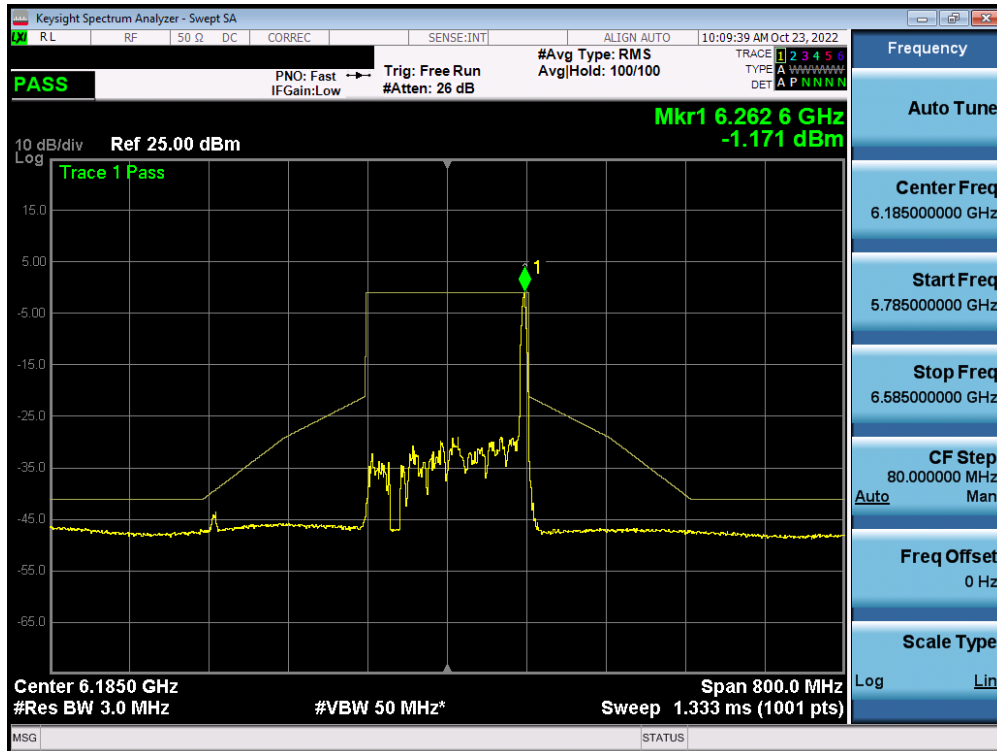 Keysight Spectrum Analyzer - Swept SA
LXI RL RF 50 Ω DC CORREC SENSE:INT ALIGN AUTO 10:09:39 AM Oct 23, 2022
PASS
PNO: Fast
IFGain:Low
Trig: Free Run
#Atten: 26 dB
#Avg Type: RMS
Avg|Hold: 100/100
TRACE 1 2 3 4 5 6
TYPE A WWWWWW
DET A P N N N N
Mkr1 6.262 6 GHz
-1.171 dBm
10 dB/div
Log
Ref 25.00 dBm
Trace 1 Pass
1
15.0
5.00
-5.00
-15.0
-25.0
-35.0
-45.0
-55.0
-65.0
Center 6.1850 GHz
Span 800.0 MHz
#Res BW 3.0 MHz
#VBW 50 MHz*
Sweep 1.333 ms (1001 pts)
MSG
STATUS
Frequency
Auto Tune
Center Freq
6.185000000 GHz
Start Freq
5.785000000 GHz
Stop Freq
6.585000000 GHz
CF Step
80.000000 MHz
Auto Man
Freq Offset
0 Hz
Scale Type
Log Lin